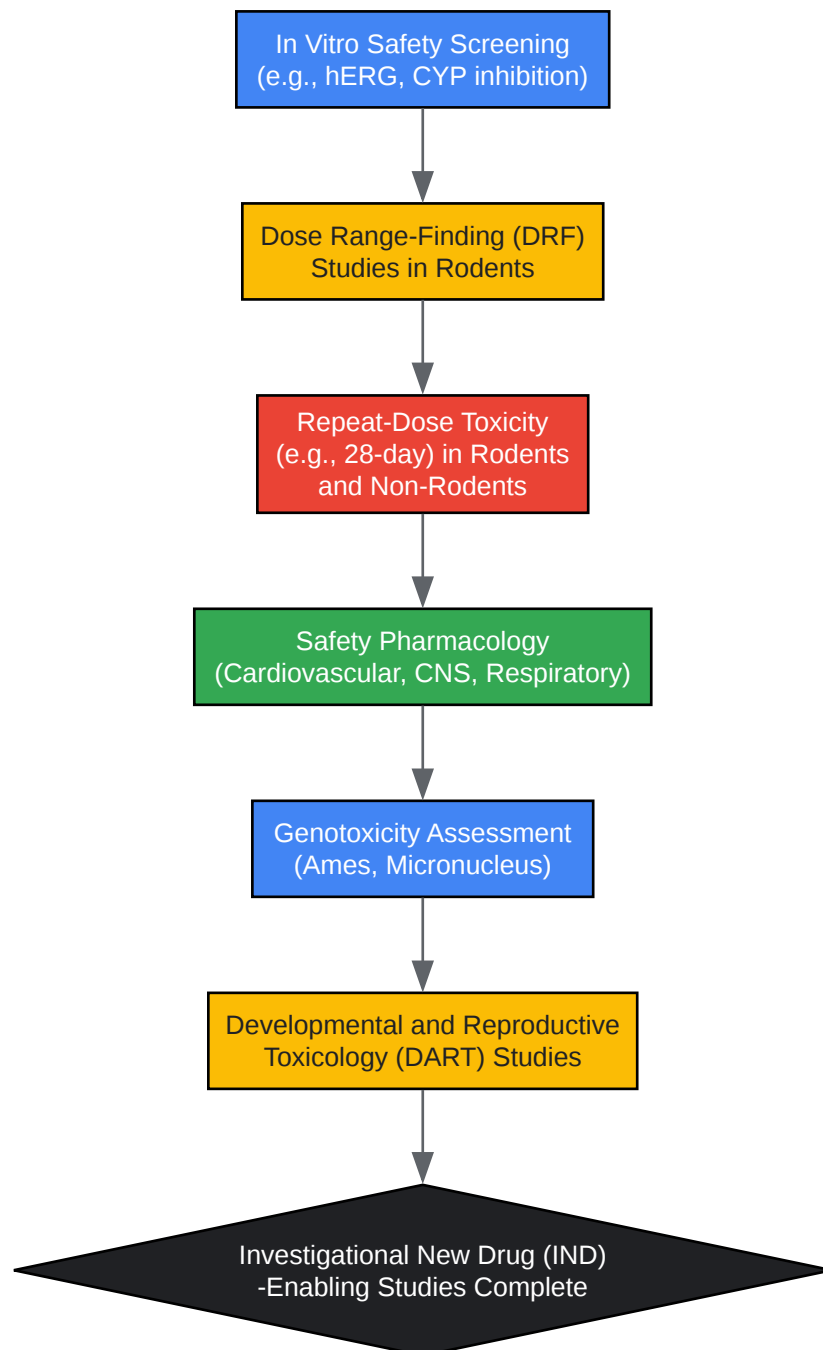 In Vitro Safety Screening
(e.g., hERG, CYP inhibition)
Dose Range-Finding (DRF)
Studies in Rodents
Repeat-Dose Toxicity
(e.g., 28-day) in Rodents
and Non-Rodents
Safety Pharmacology
(Cardiovascular, CNS, Respiratory)
Genotoxicity Assessment
(Ames, Micronucleus)
Developmental and Reproductive
Toxicology (DART) Studies
Investigational New Drug (IND)
-Enabling Studies Complete